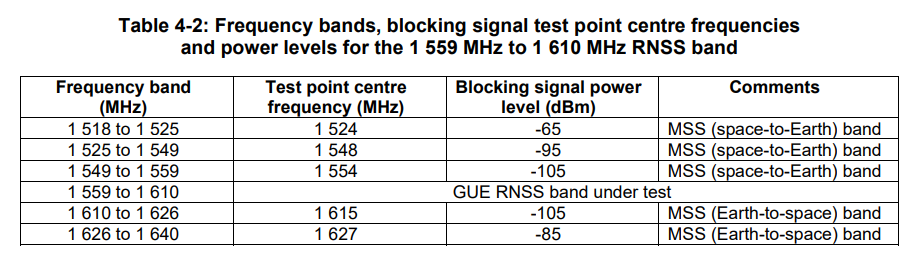 Table 4-2: Frequency bands, blocking signal test point centre frequencies
and power levels for the 1 559 MHz to 1 610 MHz RNSS band
Frequency band (MHz) Test point centre frequency (MHz) Blocking signal power level (dBm) Comments
1 518 to 1 525 1 524 -65 MSS (space-to-Earth) band
1 525 to 1 549 1 548 -95 MSS (space-to-Earth) band
1 549 to 1 559 1 554 -105 MSS (space-to-Earth) band
1 559 to 1 610 GUE RNSS band under test
1 610 to 1 626 1 615 -105 MSS (Earth-to-space) band
1 626 to 1 640 1 627 -85 MSS (Earth-to-space) band